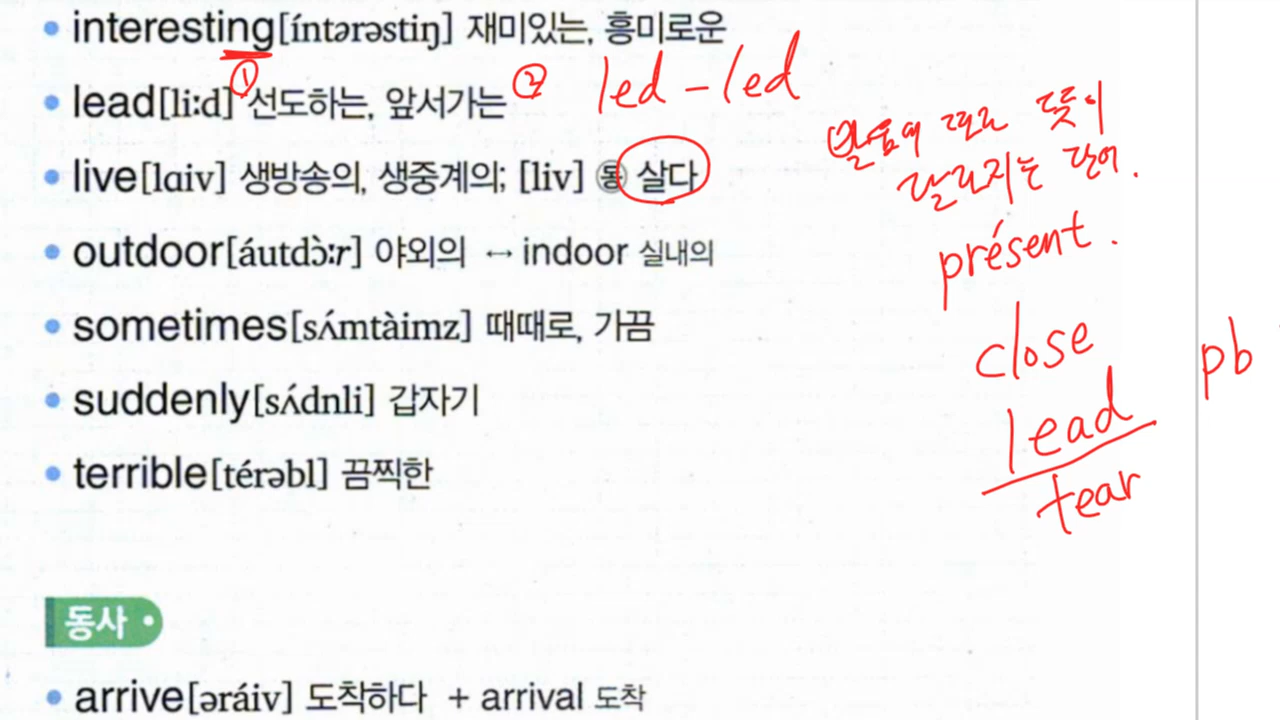 • interesting[íntərəstiŋ] 재미있는, 흥미로운
• lead[liːd] ① 선도하는, 앞서가는 ② led – led
• live[lɑiv] 생방송의, 생중계의; [liv] 동 살다
• outdoor[áutdɔ̀ːr] 야외의 ↔ indoor 실내의
• sometimes[sʌ́mtàimz] 때때로, 가끔
• suddenly[sʌ́dnli] 갑자기
• terrible[térəbl] 끔찍한
발음에 따라 뜻이
달라지는 단어.
présent.
close
lead
tear
pb
동사
• arrive[əráiv] 도착하다 + arrival 도착